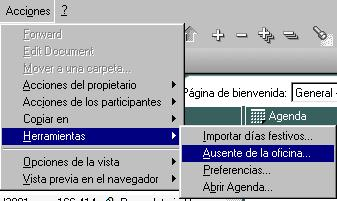 Acciones ?
Forward
Edit Document
Mover a una carpeta...
Acciones del propietario
Acciones de los participantes
Copiar en
Herramientas
Opciones de la vista
Vista previa en el navegador
Página de bienvenida: General -
Agenda
Importar días festivos...
Ausente de la oficina...
Preferencias...
Abrir Agenda...